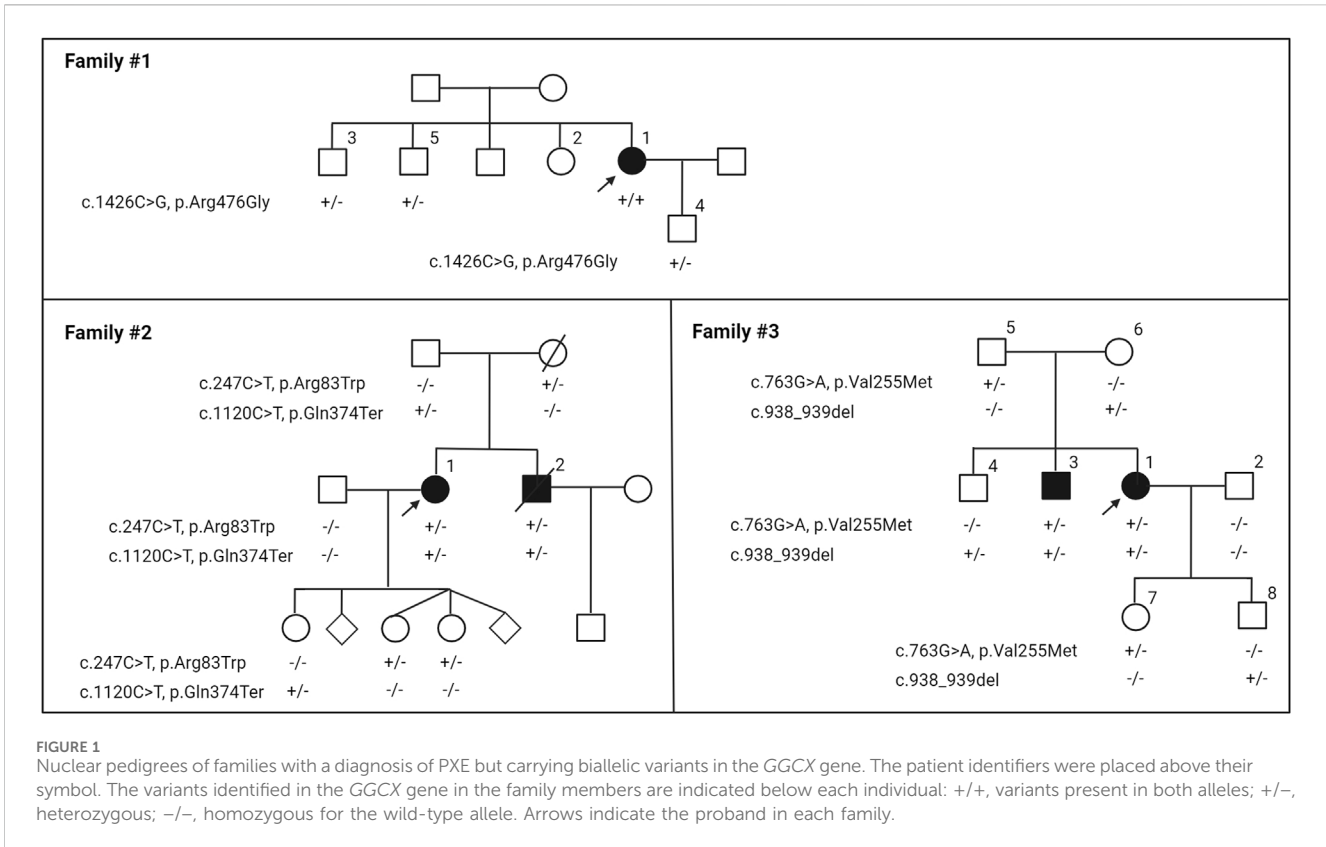 Family #1
3 5 2 1
c.1426C>G, p.Arg476Gly +/- +/- +/+
4
c.1426C>G, p.Arg476Gly +/-
Family #2
c.247C>T, p.Arg83Trp -/- +/-
c.1120C>T, p.Gln374Ter +/- -/-
1 2
c.247C>T, p.Arg83Trp -/- +/- +/-
c.1120C>T, p.Gln374Ter -/- +/- +/-
c.247C>T, p.Arg83Trp -/- +/- +/-
c.1120C>T, p.Gln374Ter +/- -/- -/-
Family #3
5 6
c.763G>A, p.Val255Met +/- -/-
c.938_939del -/- +/-
4 3 1 2
c.763G>A, p.Val255Met -/- +/- +/- -/-
c.938_939del +/- +/- +/- -/-
7 8
c.763G>A, p.Val255Met +/- -/-
c.938_939del -/- +/-
FIGURE 1
Nuclear pedigrees of families with a diagnosis of PXE but carrying biallelic variants in the GGCX gene. The patient identifiers were placed above their
symbol. The variants identified in the GGCX gene in the family members are indicated below each individual: +/+, variants present in both alleles; +/−,
heterozygous; −/−, homozygous for the wild-type allele. Arrows indicate the proband in each family.